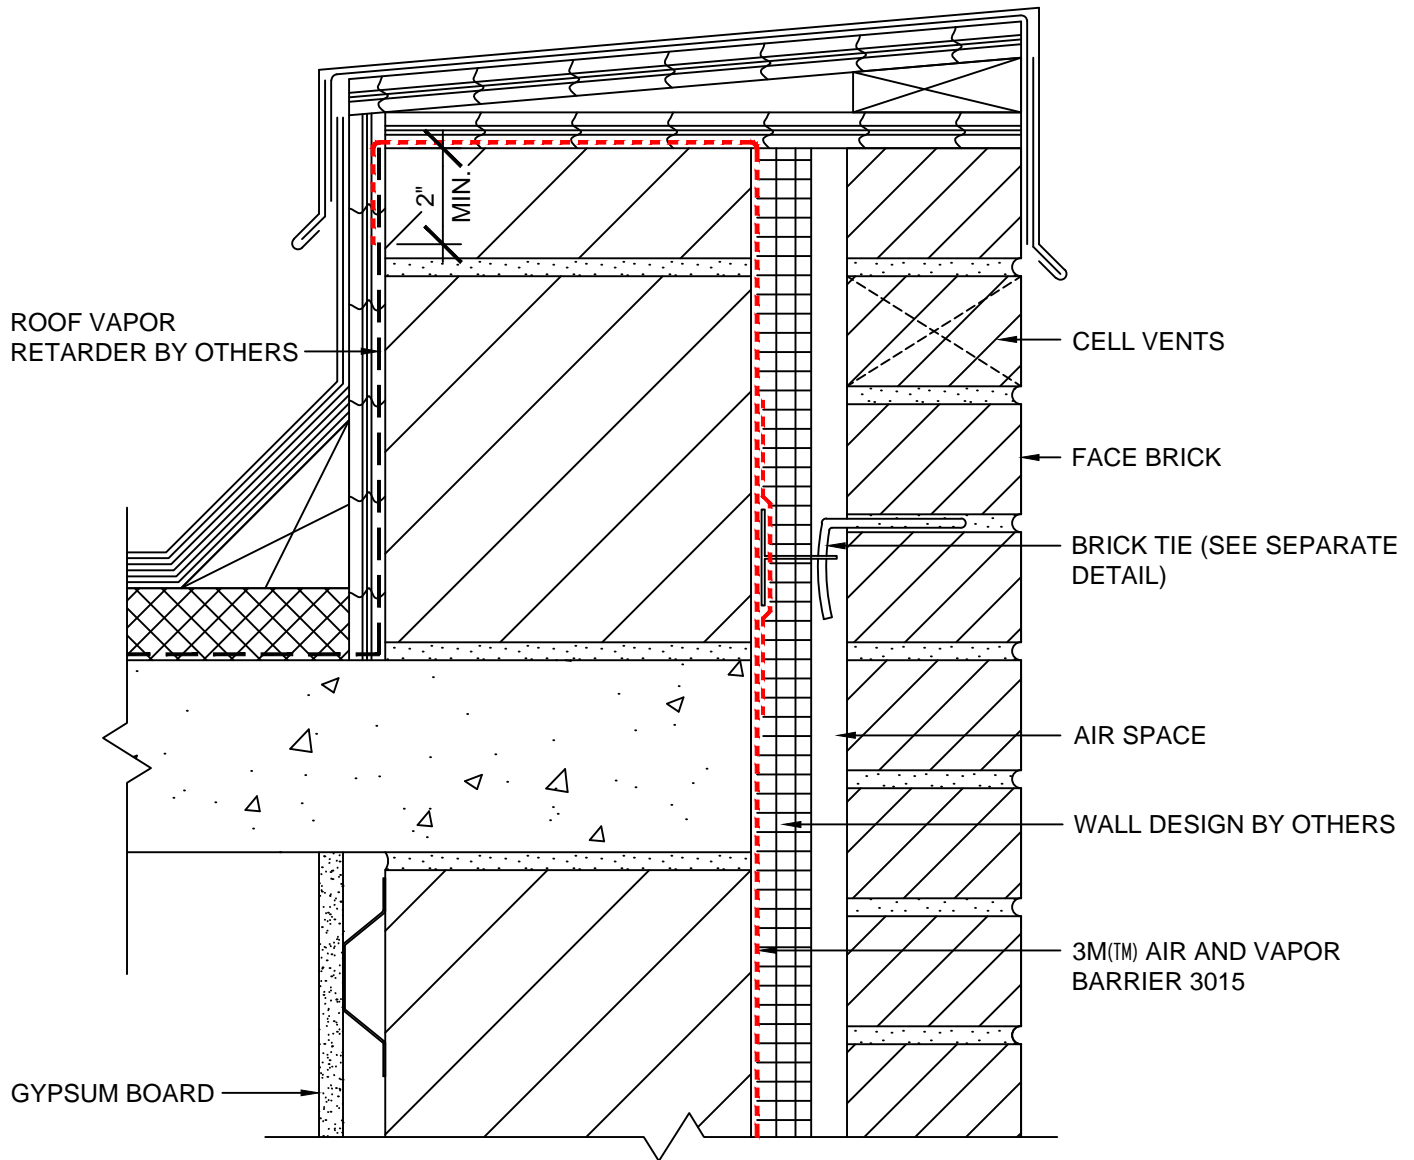 2"
MIN.
ROOF VAPOR
RETARDER BY OTHERS
CELL VENTS
FACE BRICK
BRICK TIE (SEE SEPARATE
DETAIL)
AIR SPACE
WALL DESIGN BY OTHERS
3M(TM) AIR AND VAPOR
BARRIER 3015
GYPSUM BOARD